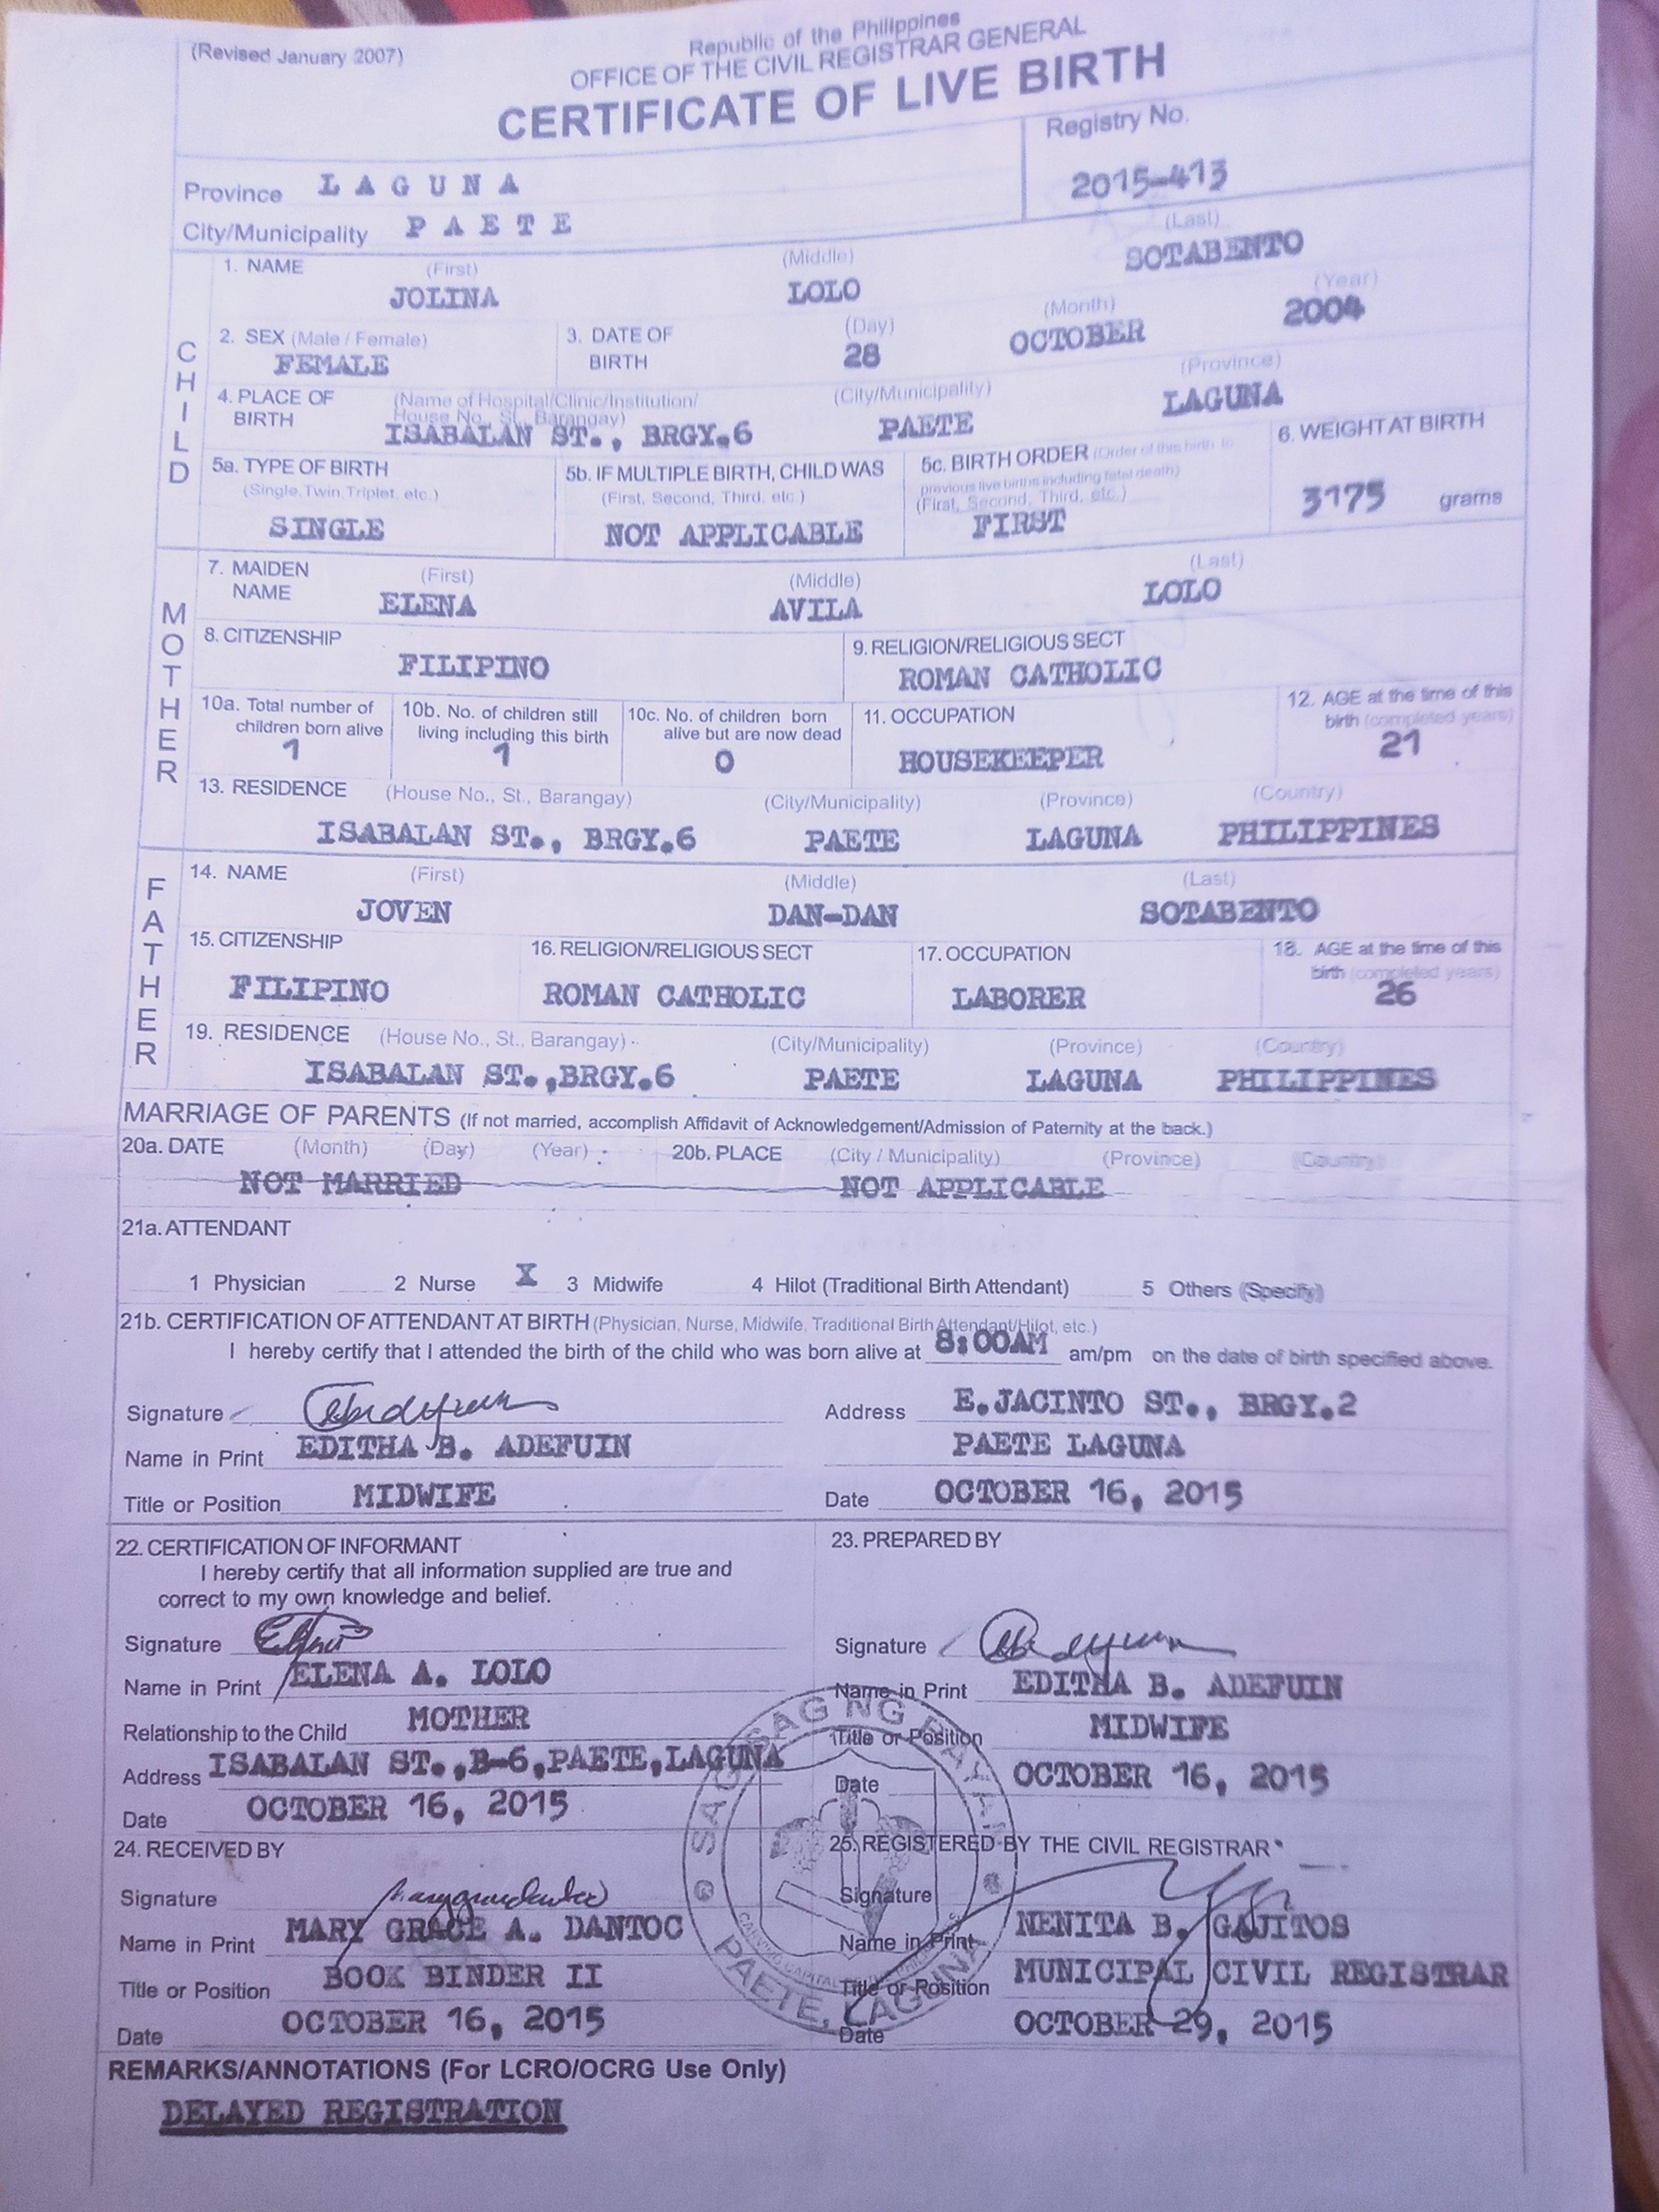 (Revised January 2007)
Republic of the Philippines
OFFICE OF THE CIVIL REGISTRAR GENERAL
CERTIFICATE OF LIVE BIRTH
Registry No.
2015-413
Province LAGUNA
City/Municipality PAETE
CHILD
1. NAME (First) (Middle) (Last)
JOLINA LOLO SOTABENTO
2. SEX (Male / Female) 3. DATE OF BIRTH (Day) (Month) (Year)
FEMALE 28 OCTOBER 2004
4. PLACE OF BIRTH (Name of Hospital/Clinic/Institution/ House No., St., Barangay) (City/Municipality) (Province)
ISABALAN ST., BRGY.6 PAETE LAGUNA
5a. TYPE OF BIRTH (Single, Twin, Triplet, etc.)
SINGLE
5b. IF MULTIPLE BIRTH, CHILD WAS (First, Second, Third, etc.)
NOT APPLICABLE
5c. BIRTH ORDER (Order of this birth to previous live births including fetal death) (First, Second, Third, etc.)
FIRST
6. WEIGHT AT BIRTH
3175 grams
MOTHER
7. MAIDEN NAME (First) (Middle) (Last)
ELENA AVILA LOLO
8. CITIZENSHIP
FILIPINO
9. RELIGION/RELIGIOUS SECT
ROMAN CATHOLIC
10a. Total number of children born alive
1
10b. No. of children still living including this birth
1
10c. No. of children born alive but are now dead
0
11. OCCUPATION
HOUSEKEEPER
12. AGE at the time of this birth (completed years)
21
13. RESIDENCE (House No., St., Barangay) (City/Municipality) (Province) (Country)
ISABALAN ST., BRGY.6 PAETE LAGUNA PHILIPPINES
FATHER
14. NAME (First) (Middle) (Last)
JOVEN DAN-DAN SOTABENTO
15. CITIZENSHIP
FILIPINO
16. RELIGION/RELIGIOUS SECT
ROMAN CATHOLIC
17. OCCUPATION
LABORER
18. AGE at the time of this birth (completed years)
26
19. RESIDENCE (House No., St., Barangay) (City/Municipality) (Province) (Country)
ISABALAN ST.,BRGY.6 PAETE LAGUNA PHILIPPINES
MARRIAGE OF PARENTS (If not married, accomplish Affidavit of Acknowledgement/Admission of Paternity at the back.)
20a. DATE (Month) (Day) (Year) 20b. PLACE (City / Municipality) (Province) (Country)
NOT MARRIED NOT APPLICABLE
21a. ATTENDANT
1 Physician 2 Nurse X 3 Midwife 4 Hilot (Traditional Birth Attendant) 5 Others (Specify)
21b. CERTIFICATION OF ATTENDANT AT BIRTH (Physician, Nurse, Midwife, Traditional Birth Attendant/Hilot, etc.)
I hereby certify that I attended the birth of the child who was born alive at 8:00AM am/pm on the date of birth specified above.
Signature Address E.JACINTO ST., BRGY.2
Name in Print EDITHA B. ADEFUIN PAETE LAGUNA
Title or Position MIDWIFE Date OCTOBER 16, 2015
22. CERTIFICATION OF INFORMANT
I hereby certify that all information supplied are true and
correct to my own knowledge and belief.
Signature
Name in Print ELENA A. LOLO
Relationship to the Child MOTHER
Address ISABALAN ST.,B-6,PAETE,LAGUNA
Date OCTOBER 16, 2015
23. PREPARED BY
Signature
Name in Print EDITHA B. ADEFUIN
Title or Position MIDWIFE
Date OCTOBER 16, 2015
24. RECEIVED BY
Signature
Name in Print MARY GRACE A. DANTOC
Title or Position BOOK BINDER II
Date OCTOBER 16, 2015
25. REGISTERED BY THE CIVIL REGISTRAR
Signature
Name in Print NENITA B. GAJITOS
Title or Position MUNICIPAL CIVIL REGISTRAR
Date OCTOBER 29, 2015
SAGISAG NG BAYAN
PAETE, LAGUNA
REMARKS/ANNOTATIONS (For LCRO/OCRG Use Only)
DELAYED REGISTRATION